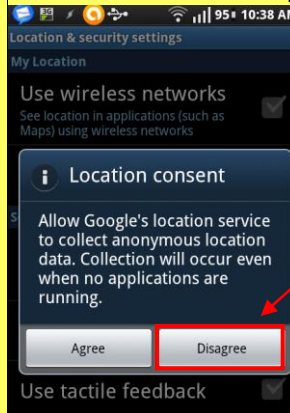 95 10:38 AM
Location & security settings
My Location
Use wireless networks
See location in applications (such as
Maps) using wireless networks
Location consent
Allow Google's location service
to collect anonymous location
data. Collection will occur even
when no applications are
running.
Agree
Disagree
Use tactile feedback